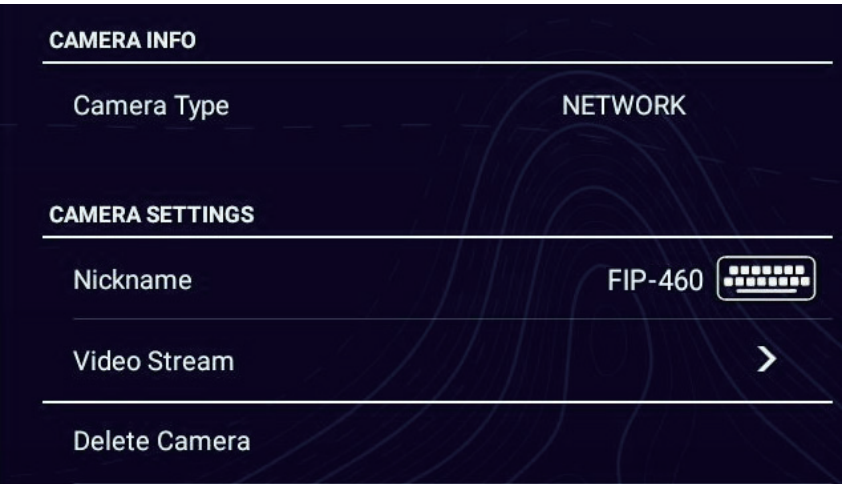 CAMERA INFO
Camera Type NETWORK
CAMERA SETTINGS
Nickname FIP-460
Video Stream
Delete Camera